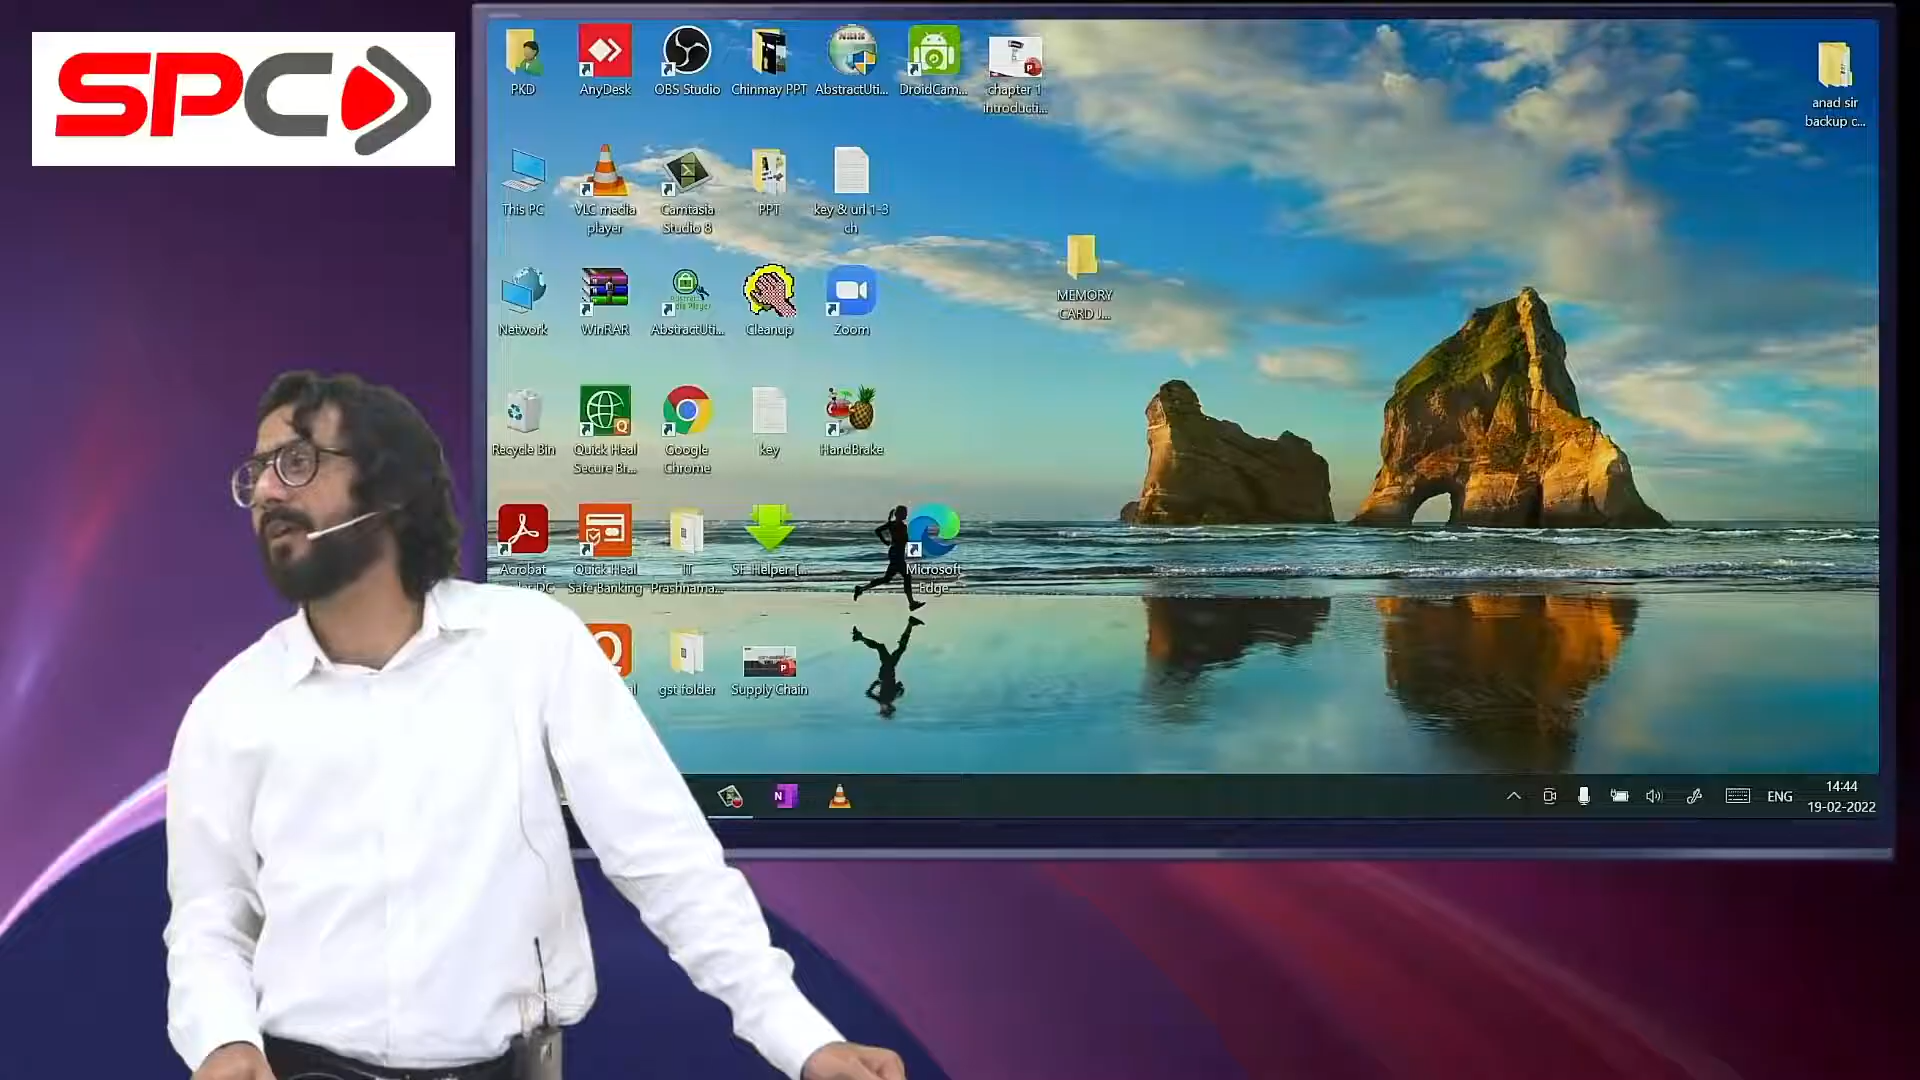 SPC
PKD
AnyDesk
OBS Studio
Chinmay PPT
AbstractUti...
DroidCam...
chapter 1
introducti...
anad sir
backup c...
This PC
VLC media
player
Camtasia
Studio 8
PPT
key & url 1-3
ch
MEMORY
CARD J...
Network
WinRAR
AbstractUti...
Cleanup
Zoom
Recycle Bin
Quick Heal
Secure Br...
Google
Chrome
key
HandBrake
Acrobat
DC
Quick Heal
Safe Banking
IT
Prashnama...
SF Helper (...
Microsoft
Edge
gst folder
Supply Chain
ENG
14:44
19-02-2022